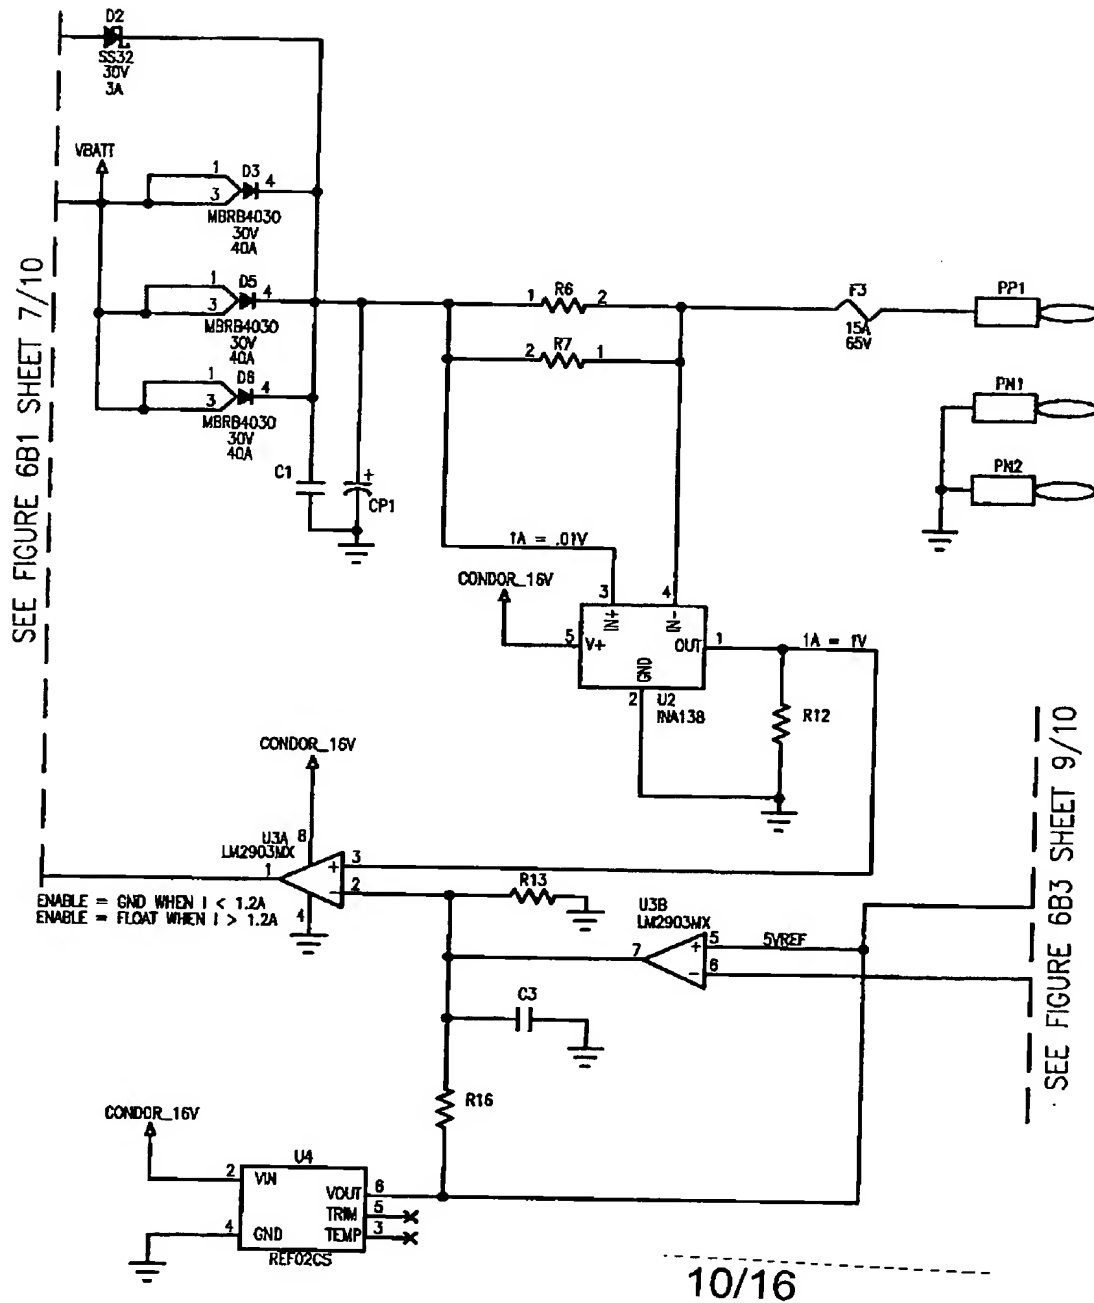 D2
SS32
30V
3A
VBATT
1
3
D3
4
MBRB4030
30V
40A
1
3
D5
4
MBRB4030
30V
40A
1
3
D6
4
MBRB4030
30V
40A
C1
+
CP1
SEE FIGURE 6B1 SHEET 7/10
1
R6
2
2
R7
1
F3
15A
65V
PP1
PN1
PN2
1A = .01V
CONDOR_16V
3
4
IN+
IN-
5
V+
OUT
1
GND
2
U2
INA138
1A = 1V
R12
CONDOR_16V
U3A
LM2903MX
8
1
+
3
-
2
4
ENABLE = GND WHEN I < 1.2A
ENABLE = FLOAT WHEN I > 1.2A
R13
U3B
LM2903MX
7
+
5
5VREF
-
6
C3
R16
SEE FIGURE 6B3 SHEET 9/10
CONDOR_16V
U4
2
VIN
VOUT
6
TRIM
5
TEMP
3
4
GND
REF02CS
10/16